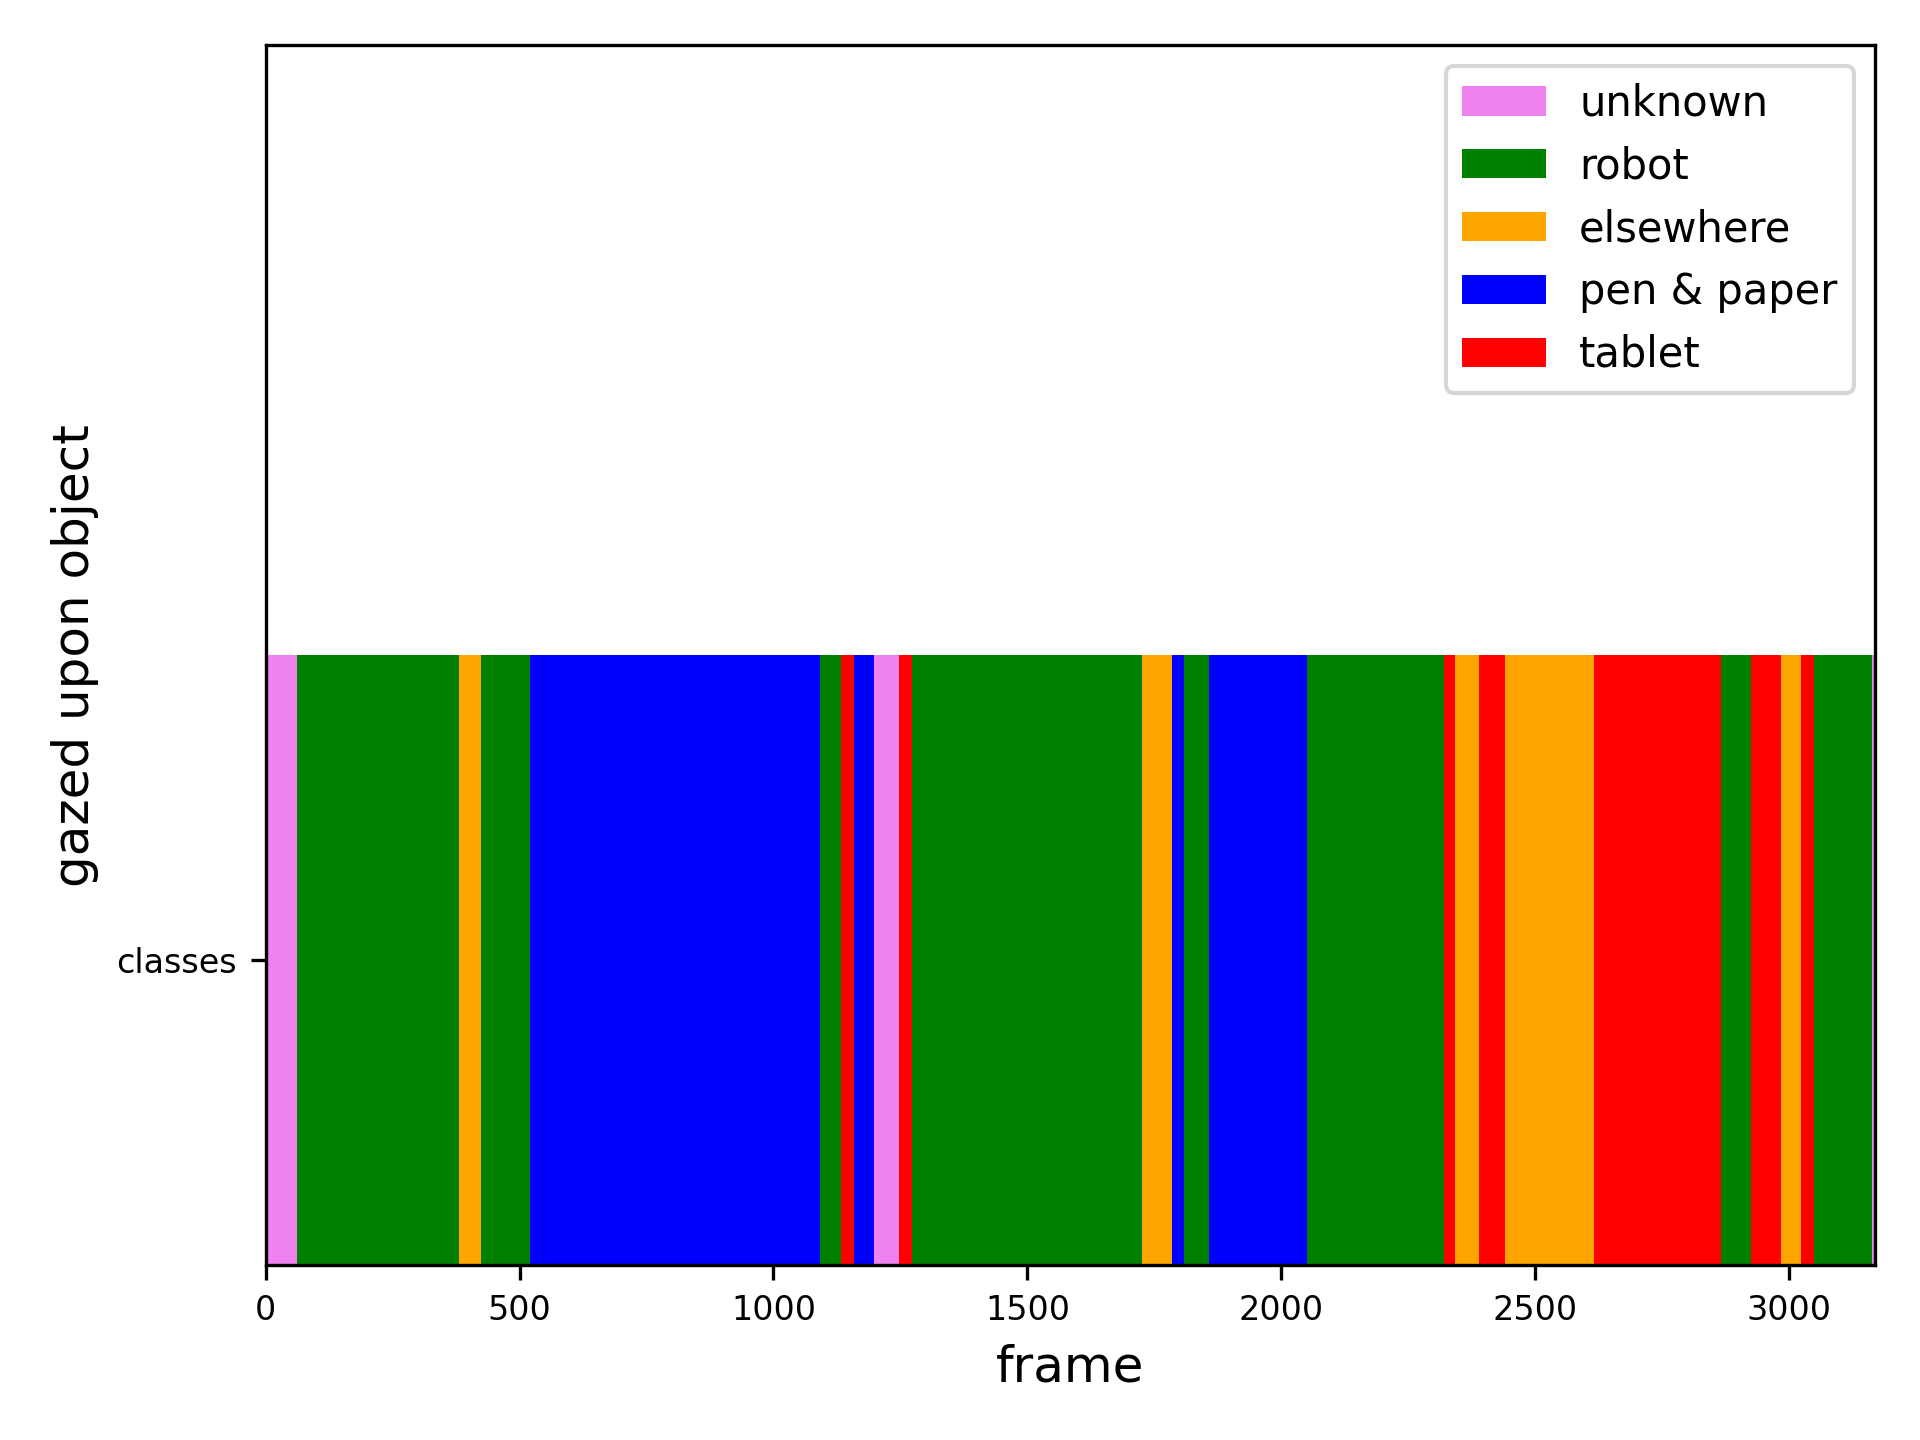 unknown
robot
elsewhere
pen & paper
tablet
gazed upon object
classes
0 500 1000 1500 2000 2500 3000
frame